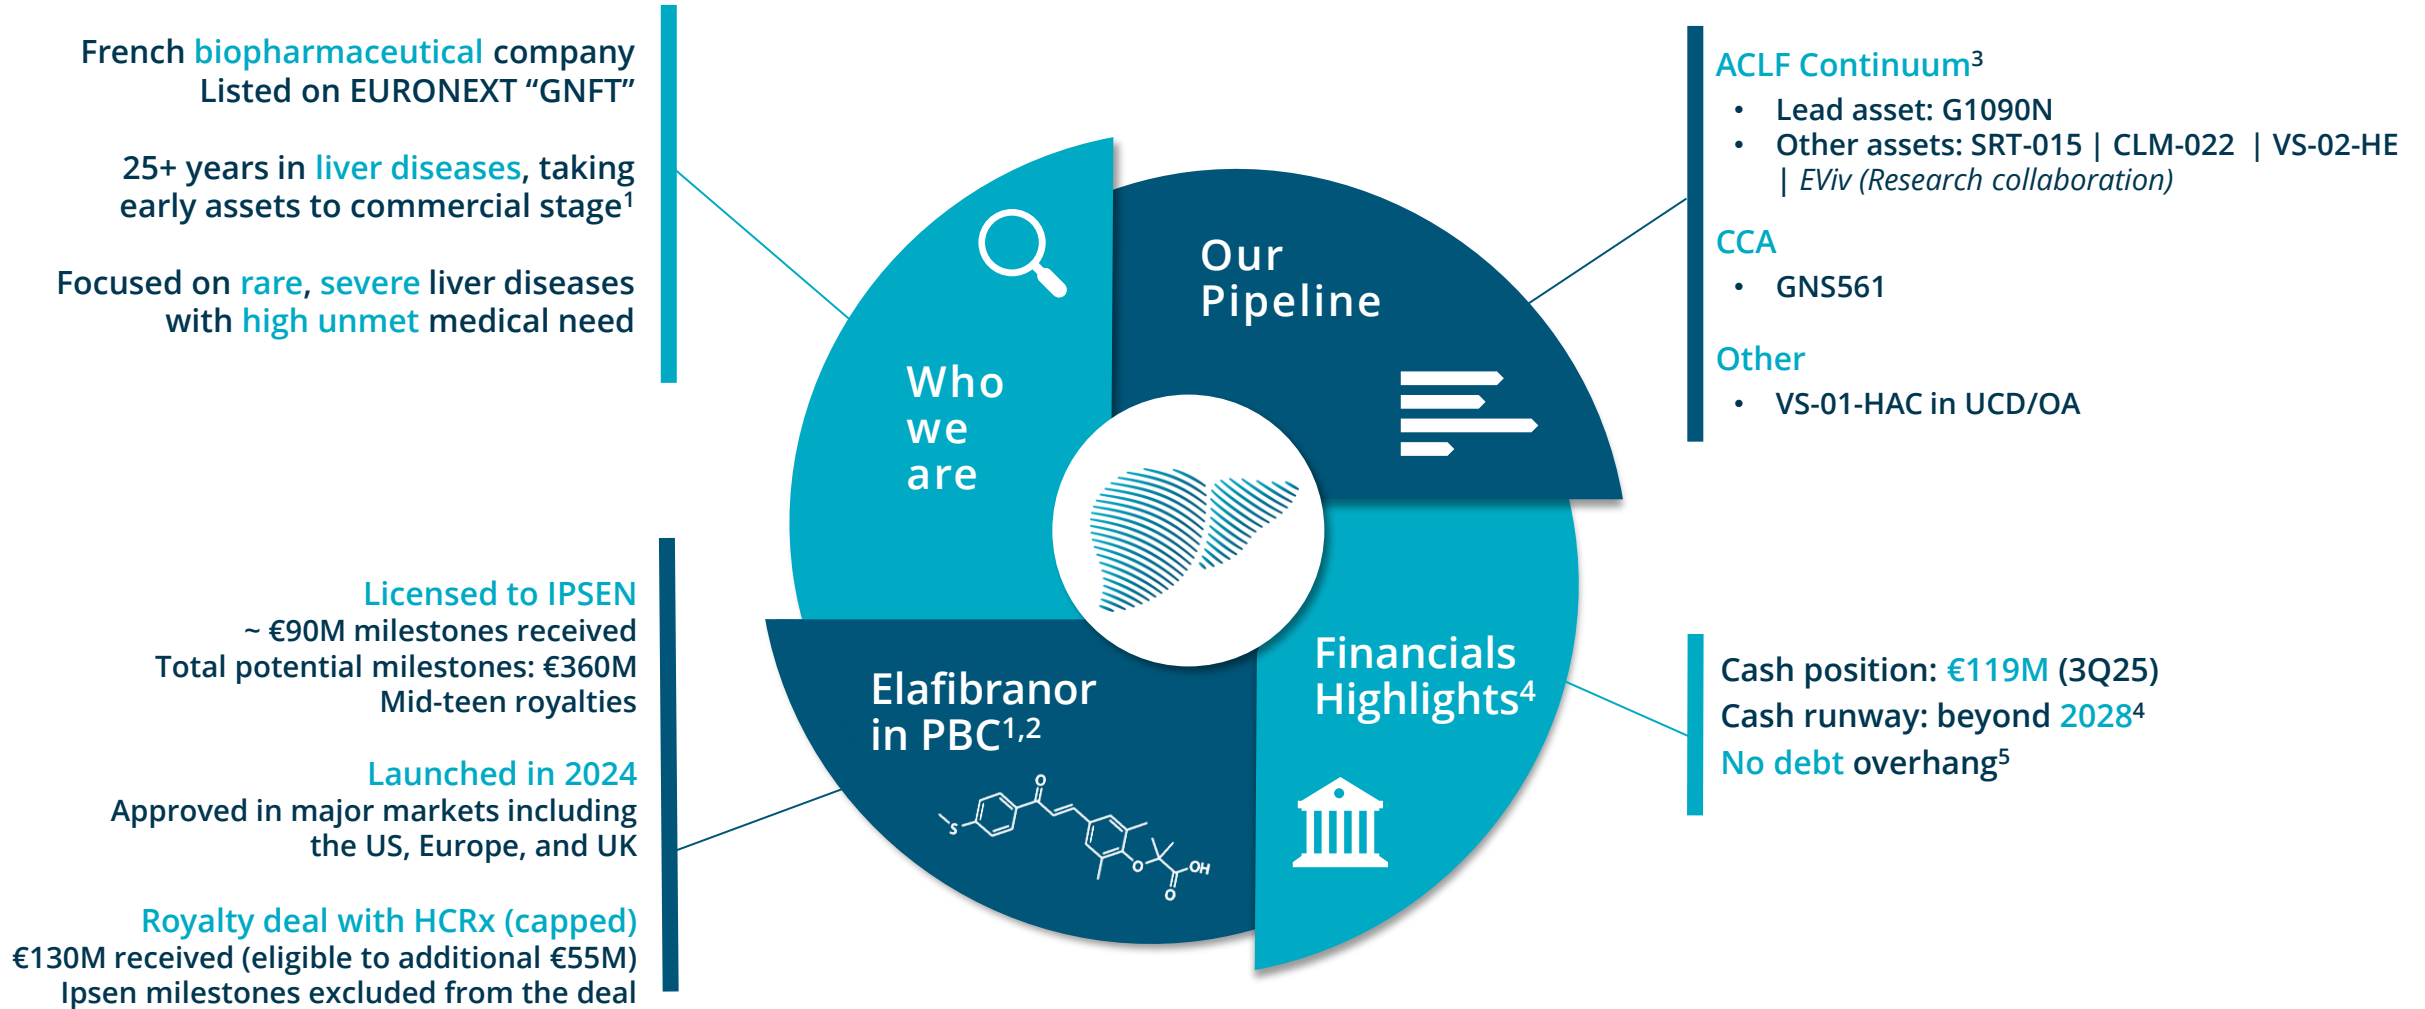 French biopharmaceutical company
Listed on EURONEXT “GNFT”
25+ years in liver diseases, taking
early assets to commercial stage¹
Focused on rare, severe liver diseases
with high unmet medical need
Who
we
are
Our
Pipeline
ACLF Continuum³
• Lead asset: G1090N
• Other assets: SRT-015 | CLM-022 | VS-02-HE
| EViv (Research collaboration)
CCA
• GNS561
Other
• VS-01-HAC in UCD/OA
Licensed to IPSEN
~ €90M milestones received
Total potential milestones: €360M
Mid-teen royalties
Launched in 2024
Approved in major markets including
the US, Europe, and UK
Royalty deal with HCRx (capped)
€130M received (eligible to additional €55M)
Ipsen milestones excluded from the deal
Elafibranor
in PBC¹,²
S
O
O
O
OH
Financials
Highlights⁴
Cash position: €119M (3Q25)
Cash runway: beyond 2028⁴
No debt overhang⁵